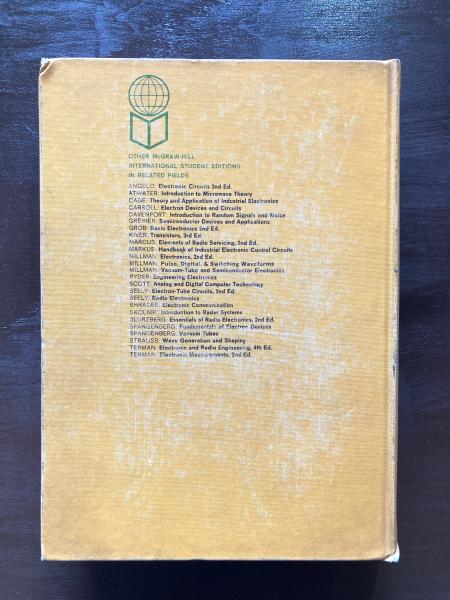 OTHER McGRAW-HILL
INTERNATIONAL STUDENT EDITIONS
IN RELATED FIELDS
ANGELO: Electronic Circuits 2nd Ed.
ATWATER: Introduction to Microwave Theory
CAGE: Theory and Application of Industrial Electronics
CARROLL: Electron Devices and Circuits
DAVENPORT: Introduction to Random Signals and Noise
GREINER: Semiconductor Devices and Applications
GROB: Basic Electronics 2nd Ed.
KIVER: Transistors, 3rd Ed.
MARCUS: Elements of Radio Servicing, 2nd Ed.
MARKUS: Handbook of Industrial Electronic Control Circuits
MILLMAN: Electronics, 2nd Ed.
MILLMAN: Pulse, Digital, & Switching Waveforms
MILLMAN: Vacuum-Tube and Semiconductor Electronics
RYDER: Engineering Electronics
SCOTT: Analog and Digital Computer Technology
SEELY: Electron-Tube Circuits, 2nd Ed.
SEELY: Radio Electronics
SHRADER: Electronic Communication
SKOLNIK: Introduction to Radar Systems
SLURZBERG: Essentials of Radio Electronics, 2nd Ed.
SPANGENBERG: Fundamentals of Electron Devices
SPANGENBERG: Vacuum Tubes
STRAUSS: Wave Generation and Shaping
TERMAN: Electronic and Radio Engineering, 4th Ed.
TERMAN: Electronic Measurements, 2nd Ed.